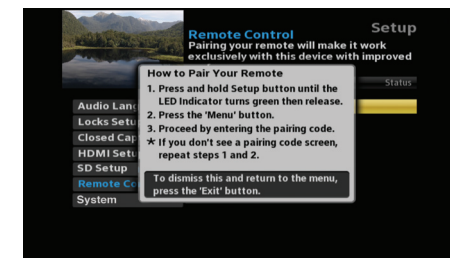 Setup
Remote Control
Pairing your remote will make it work
exclusively with this device with improved
Status
How to Pair Your Remote
1. Press and hold Setup button until the
LED Indicator turns green then release.
2. Press the 'Menu' button.
3. Proceed by entering the pairing code.
* If you don't see a pairing code screen,
repeat steps 1 and 2.
To dismiss this and return to the menu,
press the 'Exit' button.
Audio Lang
Locks Setu
Closed Cap
HDMI Setu
SD Setup
Remote Co
System